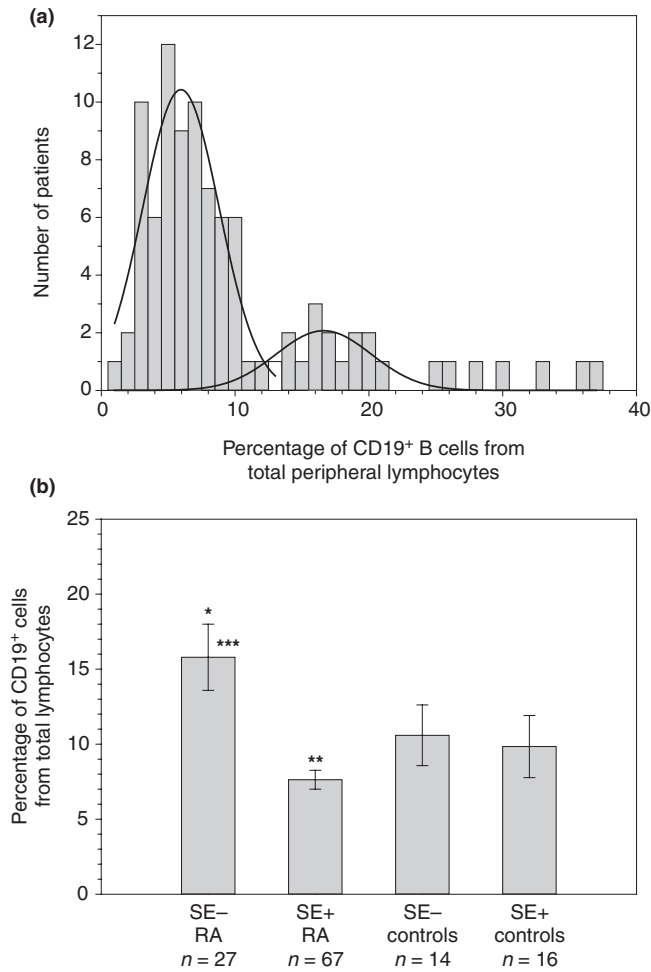 (a)
12
10
8
6
4
2
0
Number of patients
0 10 20 30 40
Percentage of CD19⁺ B cells from
total peripheral lymphocytes
(b)
25
20
15
10
5
0
Percentage of CD19⁺ cells
from total lymphocytes
*
***
**
SE– SE+ SE– SE+
RA RA controls controls
n = 27 n = 67 n = 14 n = 16